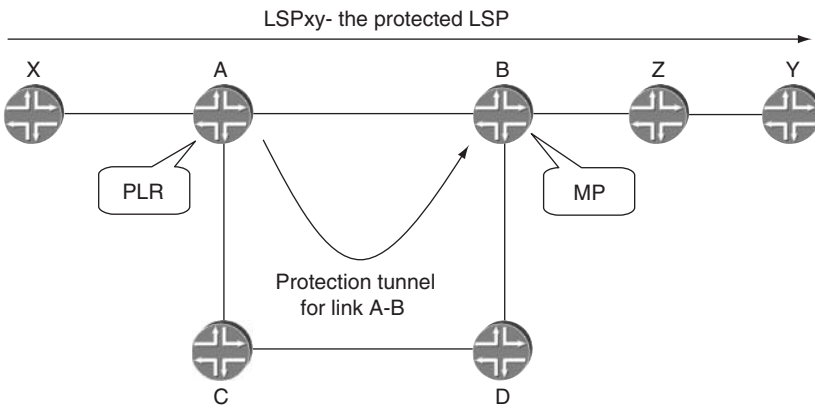 LSPxy- the protected LSP
X
A
B
Z
Y
PLR
MP
Protection tunnel
for link A-B
C
D